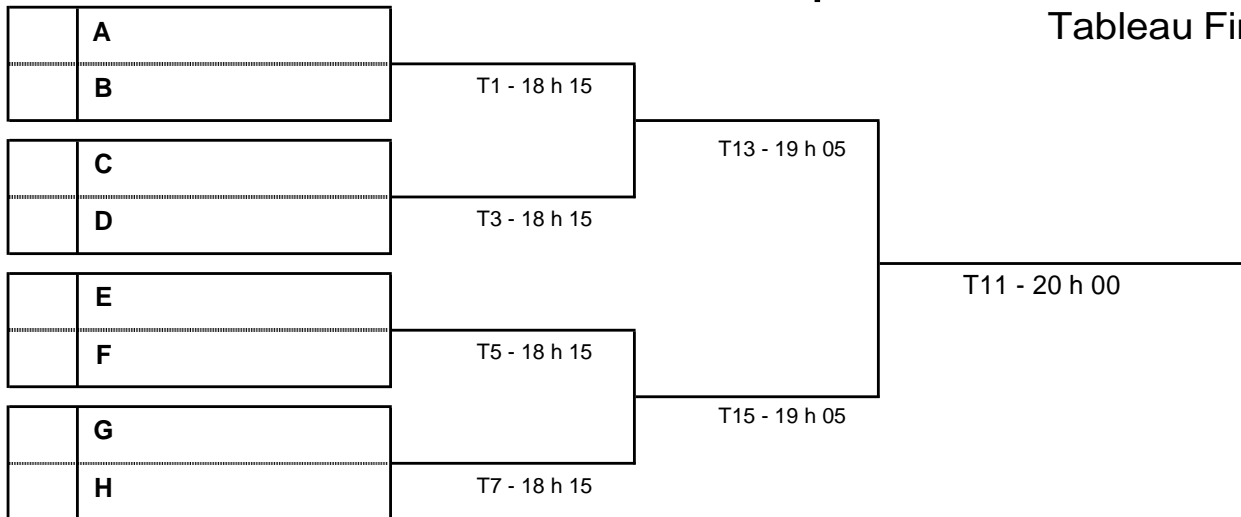 Tableau
A
B
T1 - 18 h 15
C
T13 - 19 h 05
D
T3 - 18 h 15
E
T11 - 20 h 00
F
T5 - 18 h 15
G
T15 - 19 h 05
H
T7 - 18 h 15